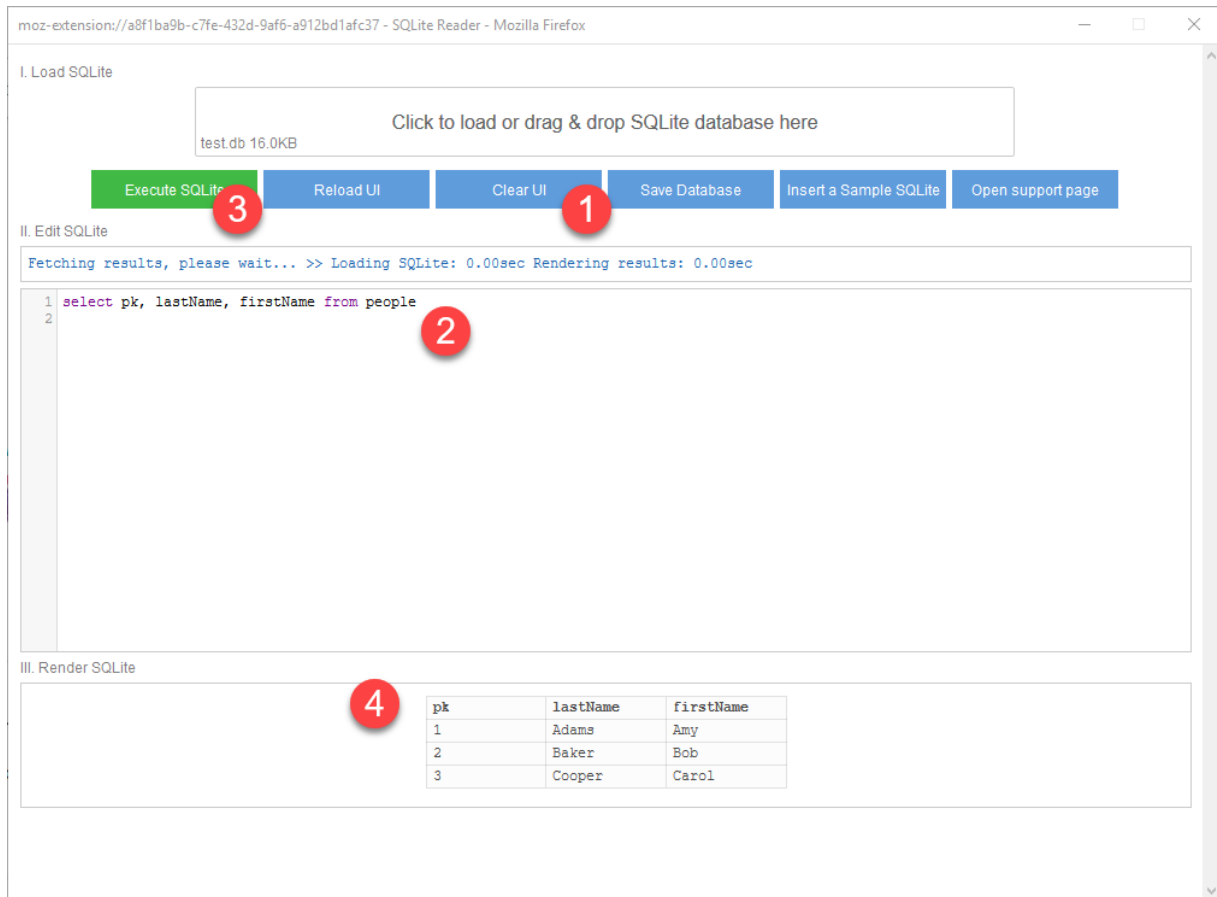 moz-extension://a8f1ba9b-c7fe-432d-9af6-a912bd1afc37 - SQLite Reader - Mozilla Firefox
I. Load SQLite
Click to load or drag & drop SQLite database here
test.db 16.0KB
Execute SQLite Reload UI Clear UI Save Database Insert a Sample SQLite Open support page
3 1
II. Edit SQLite
Fetching results, please wait... >> Loading SQLite: 0.00sec Rendering results: 0.00sec
1 select pk, lastName, firstName from people
2
2
III. Render SQLite
4
pk lastName firstName
1 Adams Amy
2 Baker Bob
3 Cooper Carol